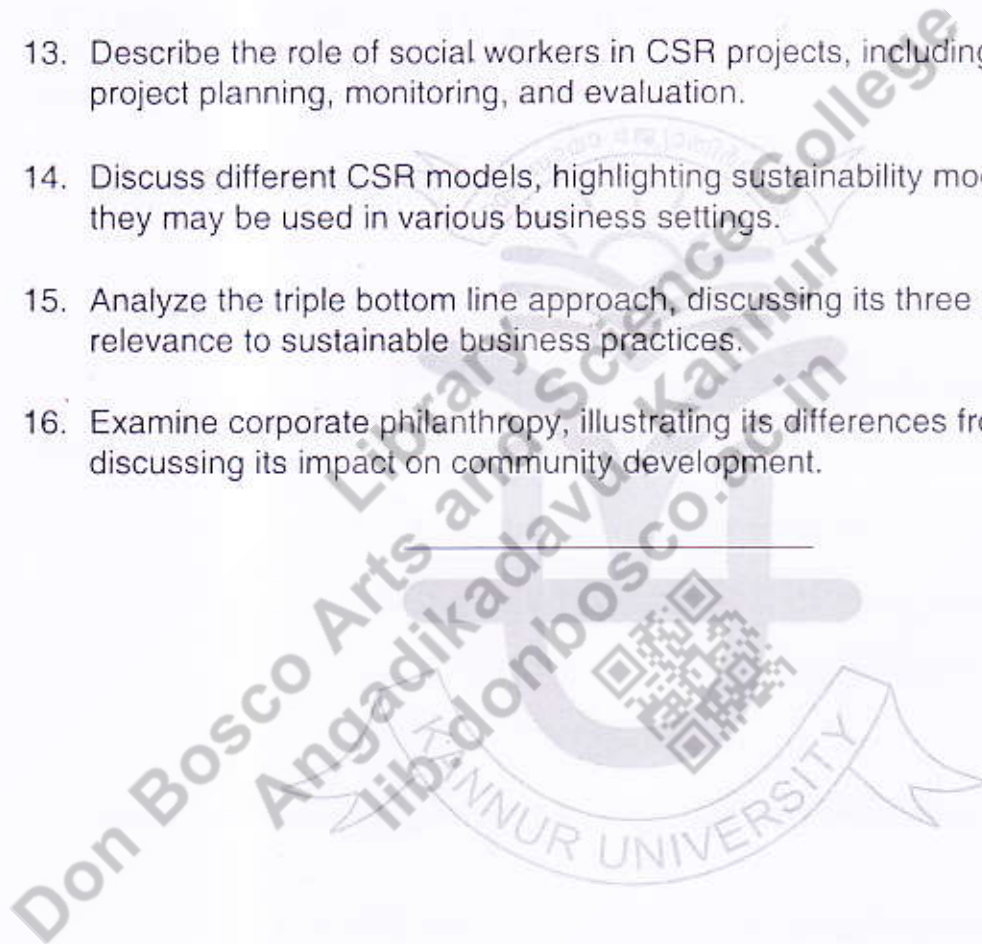 13. Describe the role of social workers in CSR projects, including
project planning, monitoring, and evaluation.
14. Discuss different CSR models, highlighting sustainability
they may be used in various business settings.
15. Analyze the triple bottom line approach, discussing its three
relevance to sustainable business practices.
16. Examine corporate philanthropy, illustrating its differences
discussing its impact on community development.
Library
Don Bosco Arts and Science College
Angadikadavu, Kannur
lib.donbosco.ac.in
KANNUR UNIVERSITY